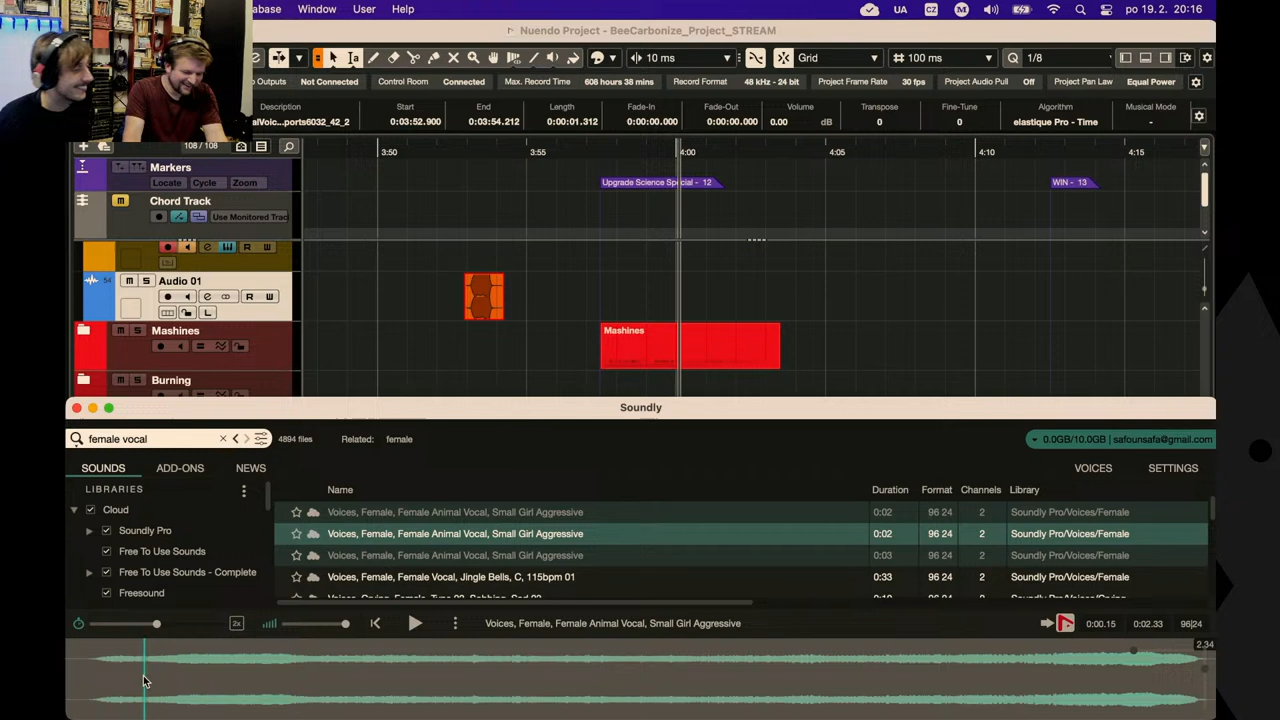 abase Window User Help UA CZ po 19.2. 20:16
Nuendo Project - BeeCarbonize_Project_STREAM
10 ms Grid 100 ms Q 1/8
o Outputs Not Connected Control Room Connected Max. Record Time 608 hours 38 mins Record Format 48 kHz - 24 bit Project Frame Rate 30 fps Project Audio Pull Off Project Pan Law Equal Power
Description Start End Length Fade-In Fade-Out Volume Transpose Fine-Tune Algorithm Musical Mode
alVoic...ports6032_42_2 0:03:52.900 0:03:54.212 0:00:01.312 0:00:00.000 0:00:00.000 0.00 dB 0 0 elastique Pro - Time -
108 / 108 3:50 3:55 4:00 4:05 4:10 4:15
Markers
Locate Cycle Zoom Upgrade Science Special - 12 WIN - 13
M Chord Track
Use Monitored Trac
e R W
54 m S Audio 01
e R W
L
m S Mashines Mashines
m S Burning
Soundly
female vocal 4894 files Related: female 0.0GB/10.0GB | safounsafa@gmail.com
SOUNDS ADD-ONS NEWS VOICES SETTINGS
LIBRARIES Name Duration Format Channels Library
Cloud Voices, Female, Female Animal Vocal, Small Girl Aggressive 0:02 96 24 2 Soundly Pro/Voices/Female
Soundly Pro Voices, Female, Female Animal Vocal, Small Girl Aggressive 0:02 96 24 2 Soundly Pro/Voices/Female
Free To Use Sounds Voices, Female, Female Animal Vocal, Small Girl Aggressive 0:03 96 24 2 Soundly Pro/Voices/Female
Free To Use Sounds - Complete Voices, Female, Female Vocal, Jingle Bells, C, 115bpm 01 0:33 96 24 2 Soundly Pro/Voices/Female
Freesound
2x Voices, Female, Female Animal Vocal, Small Girl Aggressive 0:00.15 0:02.33 96|24
2.34